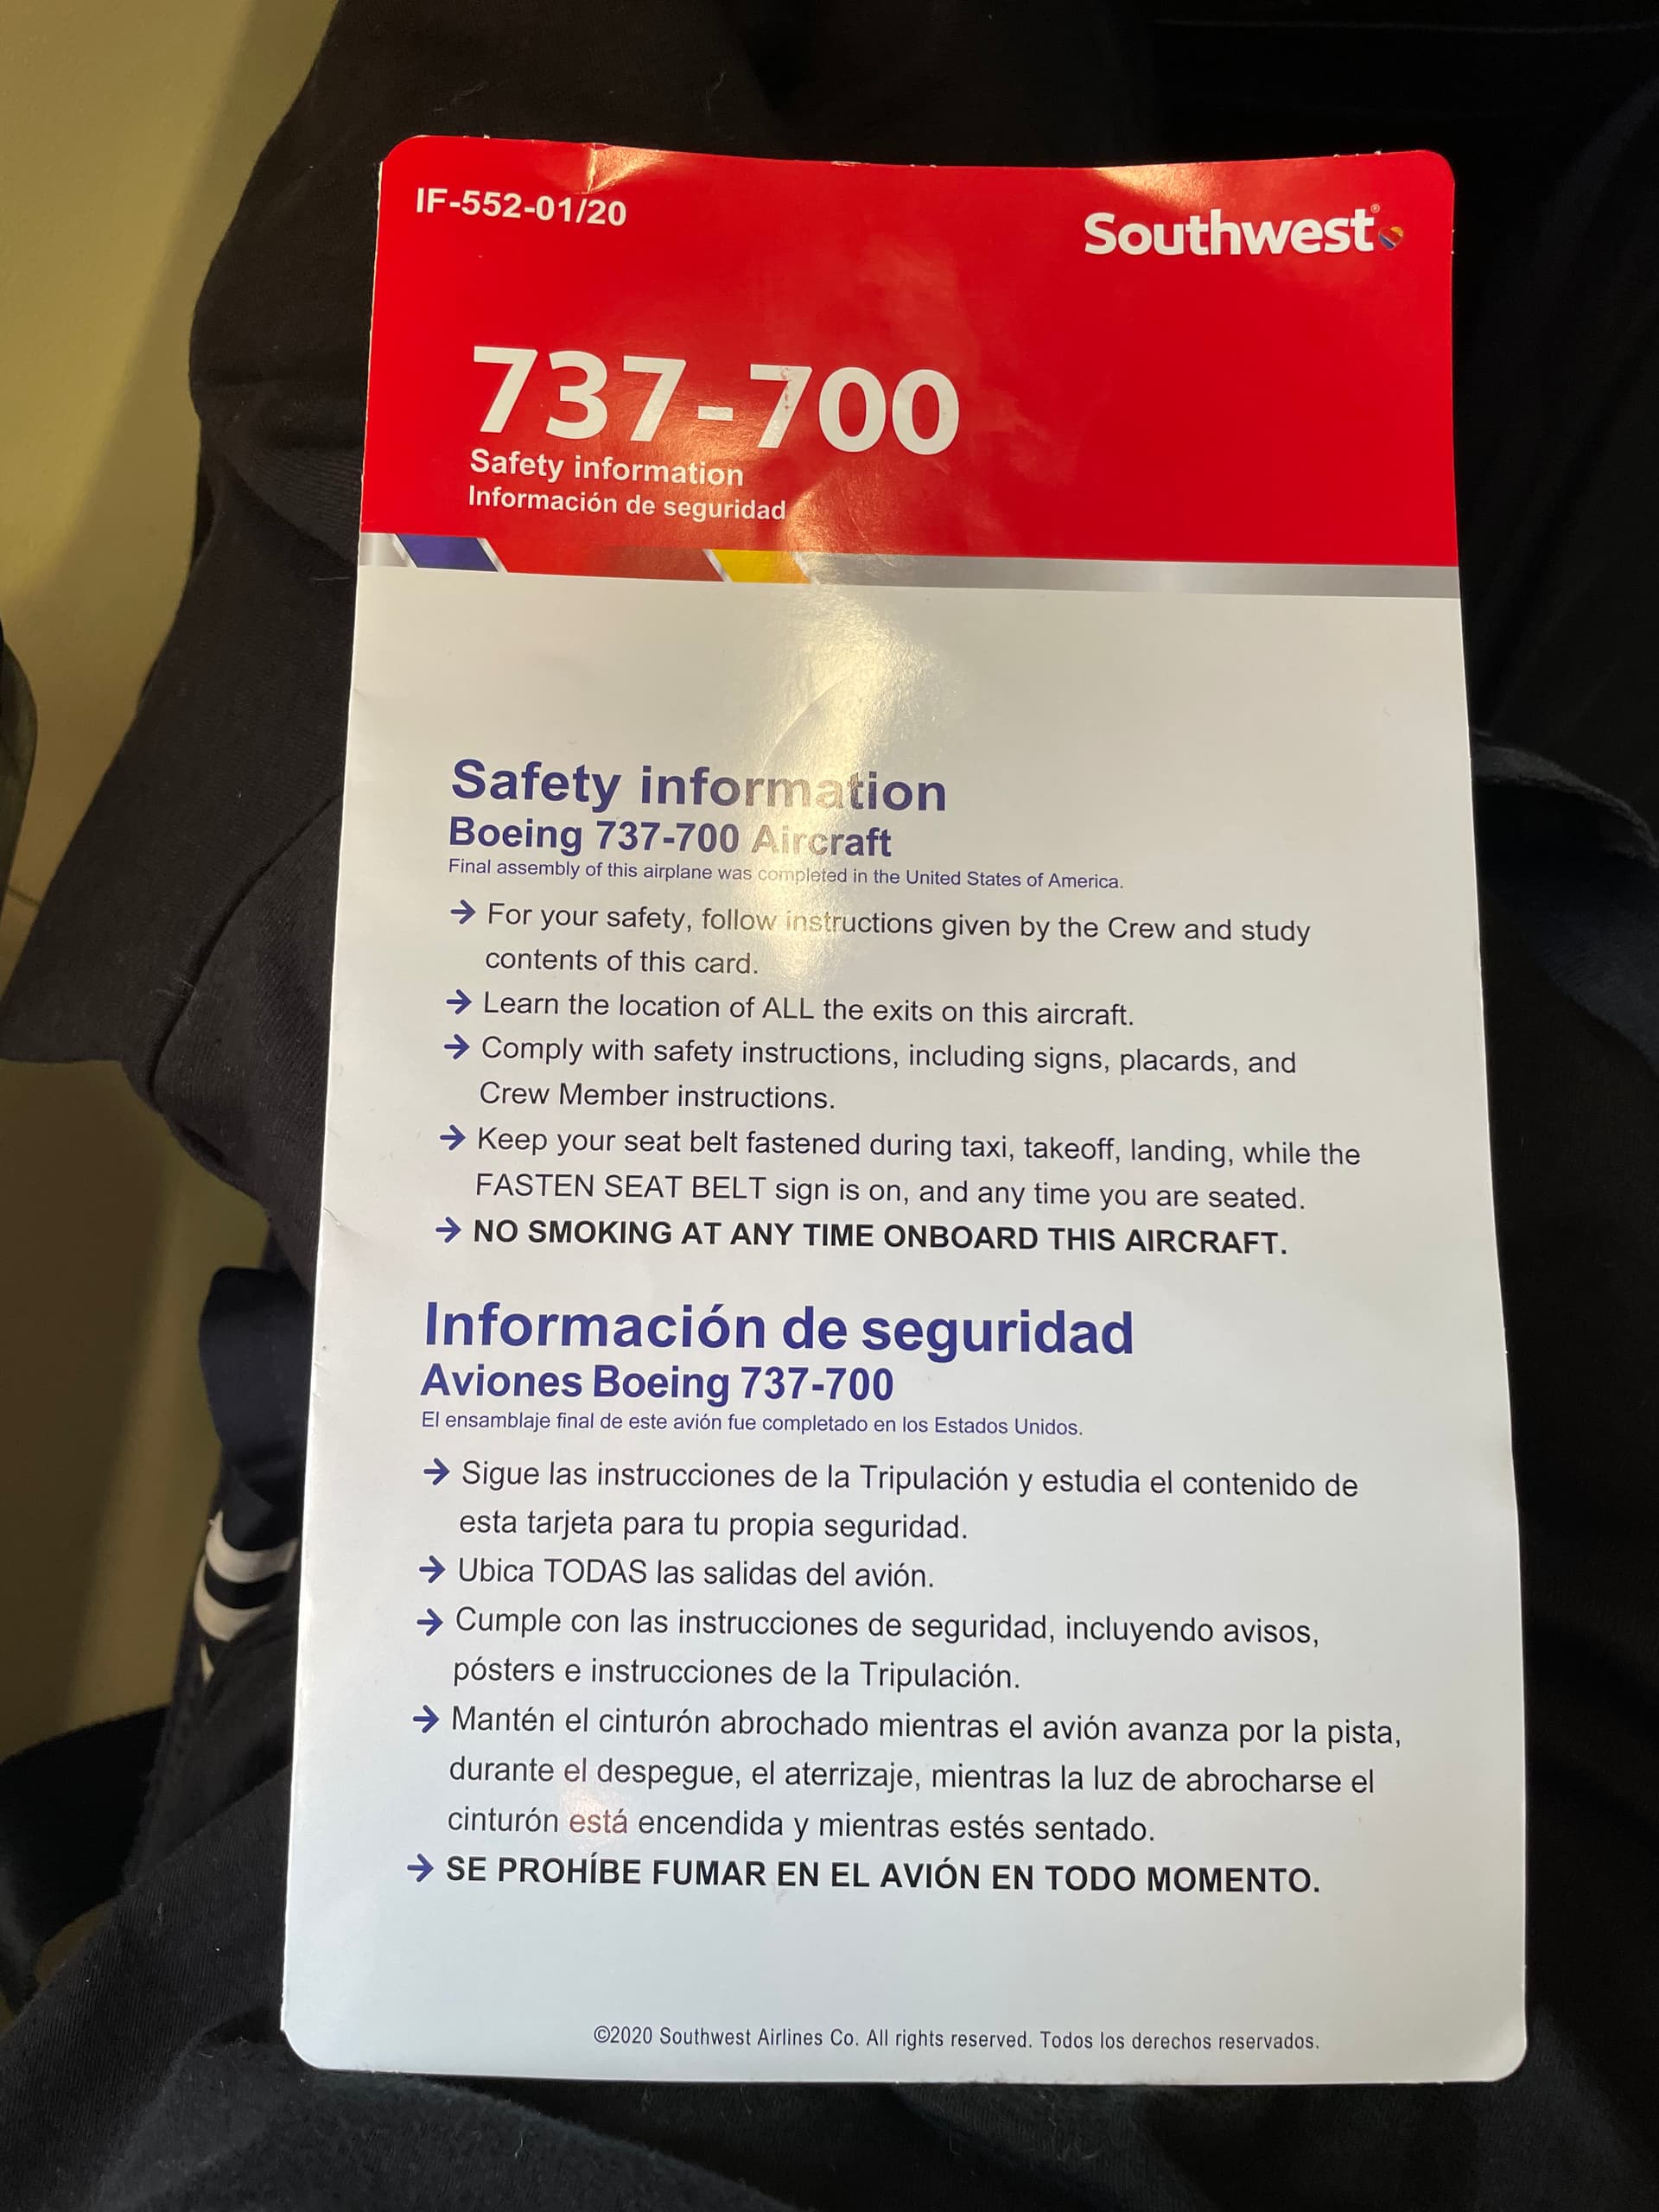 IF-552-01/20
Southwest®
737-700
Safety information
Información de seguridad
Safety information
Boeing 737-700 Aircraft
Final assembly of this airplane was completed in the United States of America.
→ For your safety, follow instructions given by the Crew and study
contents of this card.
→ Learn the location of ALL the exits on this aircraft.
→ Comply with safety instructions, including signs, placards, and
Crew Member instructions.
→ Keep your seat belt fastened during taxi, takeoff, landing, while the
FASTEN SEAT BELT sign is on, and any time you are seated.
→ NO SMOKING AT ANY TIME ONBOARD THIS AIRCRAFT.
Información de seguridad
Aviones Boeing 737-700
El ensamblaje final de este avión fue completado en los Estados Unidos.
→ Sigue las instrucciones de la Tripulación y estudia el contenido de
esta tarjeta para tu propia seguridad.
→ Ubica TODAS las salidas del avión.
→ Cumple con las instrucciones de seguridad, incluyendo avisos,
pósters e instrucciones de la Tripulación.
→ Mantén el cinturón abrochado mientras el avión avanza por la pista,
durante el despegue, el aterrizaje, mientras la luz de abrocharse el
cinturón está encendida y mientras estés sentado.
→ SE PROHÍBE FUMAR EN EL AVIÓN EN TODO MOMENTO.
©2020 Southwest Airlines Co. All rights reserved. Todos los derechos reservados.